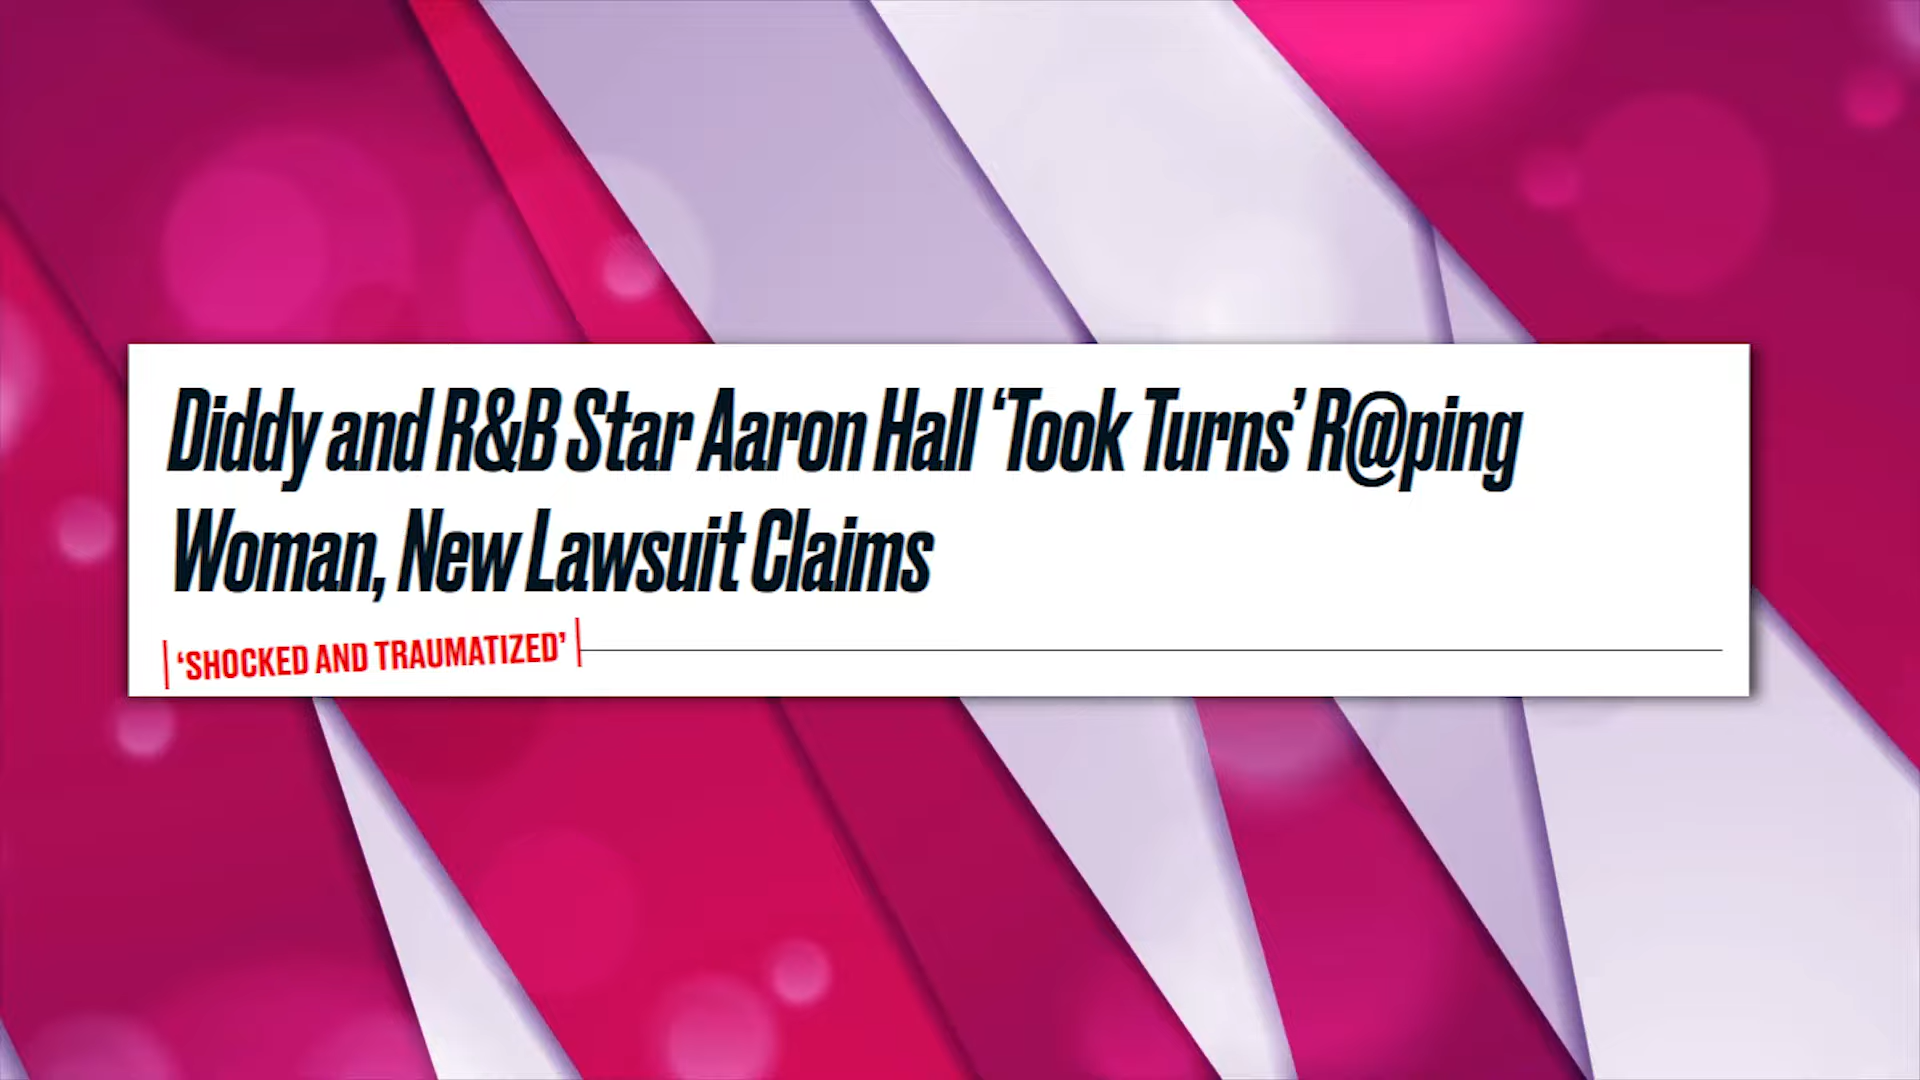 Diddy and R&B Star Aaron Hall ‘Took Turns’ R@ping
Woman, New Lawsuit Claims
‘SHOCKED AND TRAUMATIZED’